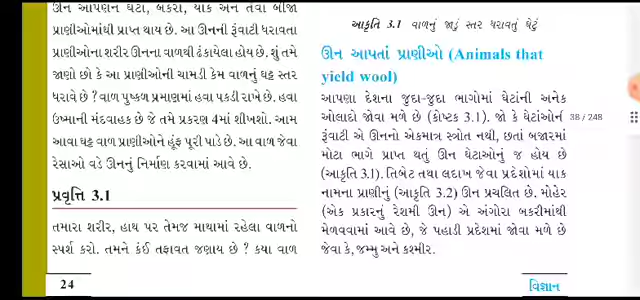 ઊન આપણને ઘેટાં, બકરાં, યાક અને તેવા બીજાં
પ્રાણીઓમાંથી પ્રાપ્ત થાય છે. આ ઊનની રુંવાટી ધરાવતા
પ્રાણીઓના શરીર ઊનના વાળથી ઢંકાયેલા હોય છે. શું તમે
જાણો છો કે આ પ્રાણીઓની ચામડી કેમ વાળનું ઘટ્ટ સ્તર
ધરાવે છે ? વાળ પુષ્કળ પ્રમાણમાં હવા પકડી રાખે છે. હવા
ઉષ્માની મંદવાહક છે જે તમે પ્રકરણ 4માં શીખશો. આમ
આવા ઘટ્ટ વાળ પ્રાણીઓને હૂંફ પૂરી પાડે છે. આ વાળ જેવા
રેસાઓ વડે ઊનનું નિર્માણ કરવામાં આવે છે.
પ્રવૃત્તિ 3.1
તમારા શરીર, હાથ પર તેમજ માથામાં રહેલા વાળનો
સ્પર્શ કરો. તમને કંઈ તફાવત જણાય છે ? કયા વાળ
24
આકૃતિ 3.1 વાળનું જાડું સ્તર ધરાવતું ઘેટું
ઊન આપતાં પ્રાણીઓ (Animals that
yield wool)
આપણા દેશના જુદા-જુદા ભાગોમાં ઘેટાંની અનેક
ઓલાદો જોવા મળે છે (કોષ્ટક 3.1). જો કે ઘેટાંઓની
રુંવાટી એ ઊનનો એકમાત્ર સ્ત્રોત નથી, છતાં બજારમાં
મોટા ભાગે પ્રાપ્ત થતું ઊન ઘેટાઓનું જ હોય છે
(આકૃતિ 3.1). તિબેટ તથા લદાખ જેવા પ્રદેશોમાં યાક
નામના પ્રાણીનું (આકૃતિ 3.2) ઊન પ્રચલિત છે. મોહેર
(એક પ્રકારનું રેશમી ઊન) એ અંગોરા બકરીમાંથી
મેળવવામાં આવે છે, જે પહાડી પ્રદેશમાં જોવા મળે છે
જેવા કે, જમ્મુ અને કશ્મીર.
વિજ્ઞાન
38 / 248